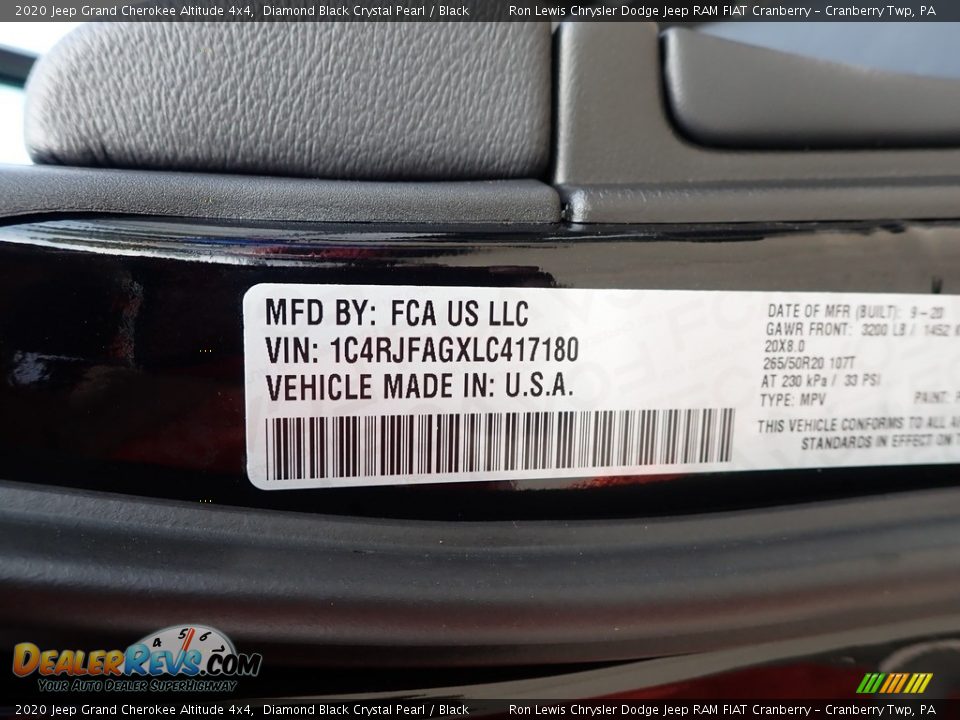 2020 Jeep Grand Cherokee Altitude 4x4, Diamond Black Crystal Pearl / Black Ron Lewis Chrysler Dodge Jeep RAM FIAT Cranberry - Cranberry Twp, PA
MFD BY: FCA US LLC
VIN: 1C4RJFAGXLC417180
VEHICLE MADE IN: U.S.A.
DATE OF MFR (BUILT): 9-20
GAWR FRONT: 3200 LB / 1452
20X8.0
265/50R20 107T
AT 230 kPa / 33 PSI
TYPE: MPV PAINT:
THIS VEHICLE CONFORMS TO ALL
STANDARDS IN EFFECT ON
4 5 6
DEALERREVS.COM
Your Auto Dealer SuperHighway
2020 Jeep Grand Cherokee Altitude 4x4, Diamond Black Crystal Pearl / Black Ron Lewis Chrysler Dodge Jeep RAM FIAT Cranberry - Cranberry Twp, PA